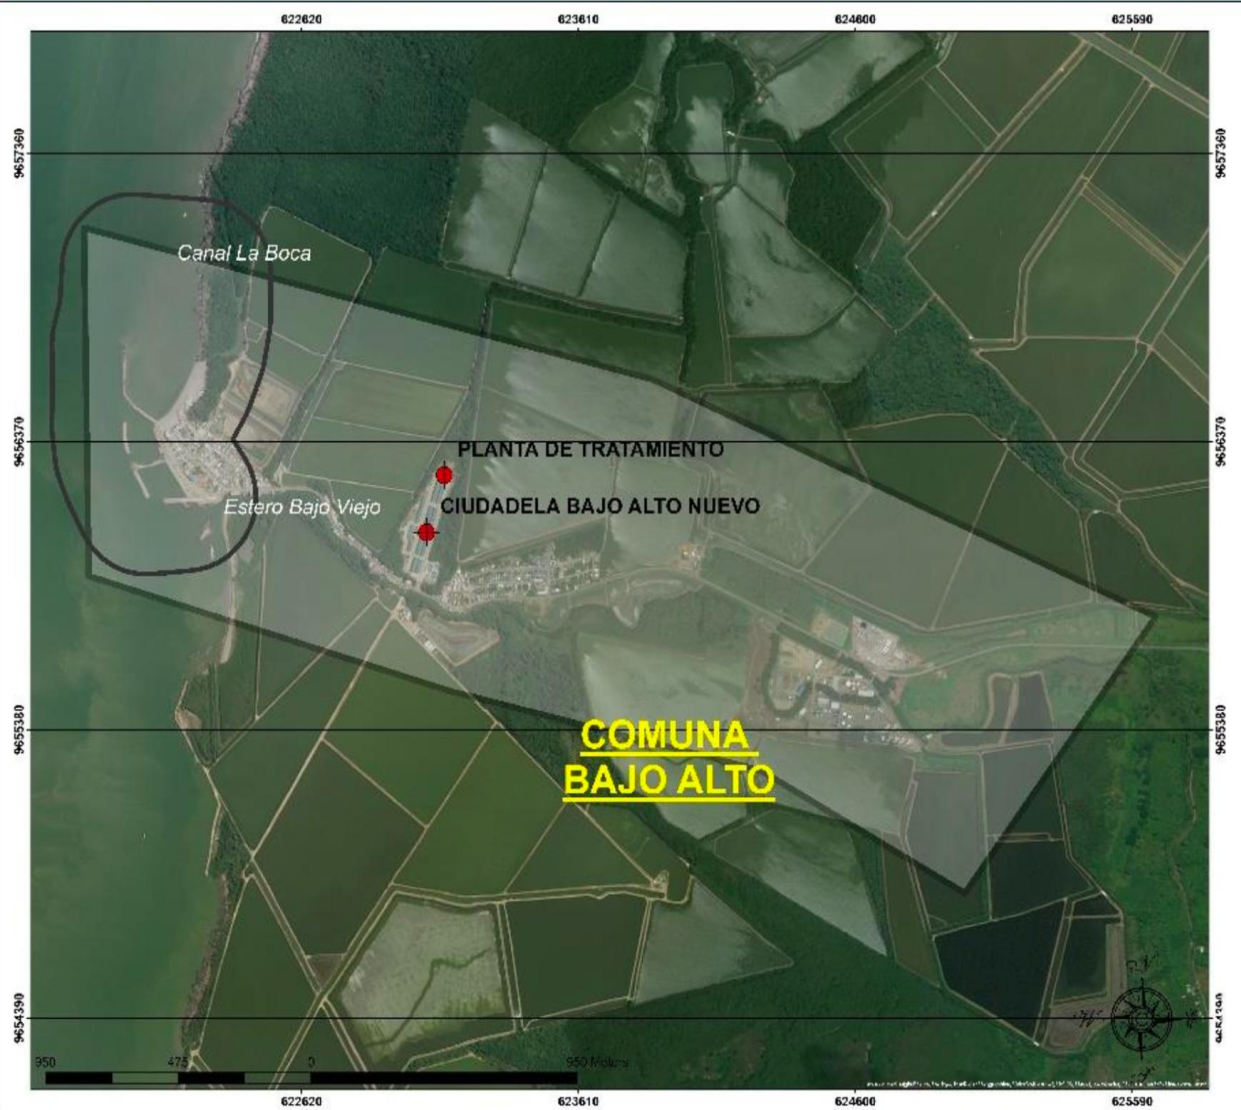 622620
623610
624600
625590
9657360
9657360
Canal La Boca
9656370
9656370
PLANTA DE TRATAMIENTO
Estero Bajo Viejo
CIUDADELA BAJO ALTO NUEVO
9655380
9655380
COMUNA
BAJO ALTO
9654390
9654390
950
475
0
950 Meters
622620
623610
624600
625590